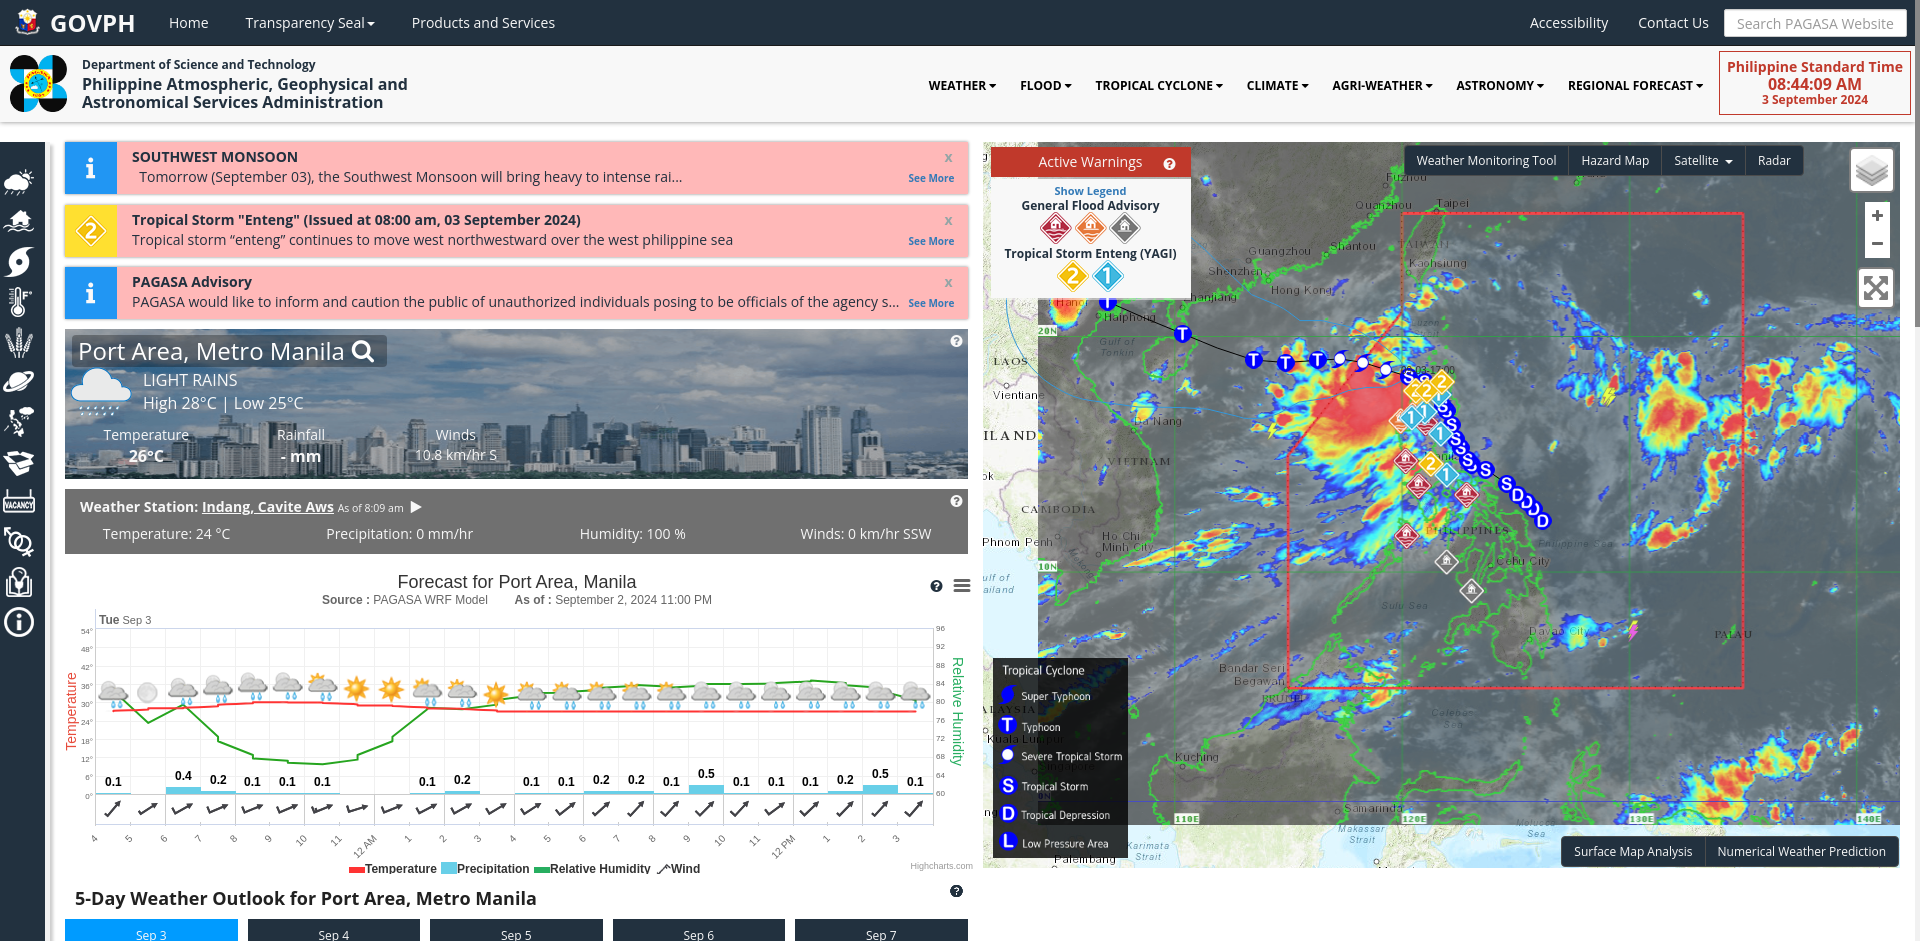 GOVPH
Home
Transparency Seal
Products and Services
Accessibility
Contact Us
Search PAGASA Website
Department of Science and Technology
Philippine Atmospheric, Geophysical and
Astronomical Services Administration
WEATHER
FLOOD
TROPICAL CYCLONE
CLIMATE
AGRI-WEATHER
ASTRONOMY
REGIONAL FORECAST
Philippine Standard Time
08:44:09 AM
3 September 2024
SOUTHWEST MONSOON
x
Tomorrow (September 03), the Southwest Monsoon will bring heavy to intense rai...
See More
2
Tropical Storm "Enteng" (Issued at 08:00 am, 03 September 2024)
x
Tropical storm “enteng” continues to move west northwestward over the west philippine sea
See More
PAGASA Advisory
x
PAGASA would like to inform and caution the public of unauthorized individuals posing to be officials of the agency s...
See More
VACANCY
Port Area, Metro Manila
LIGHT RAINS
High 28°C | Low 25°C
Temperature
Rainfall
Winds
26°C
- mm
10.8 km/hr S
Weather Station: Indang, Cavite Aws As of 8:09 am
Temperature: 24 °C
Precipitation: 0 mm/hr
Humidity: 100 %
Winds: 0 km/hr SSW
Forecast for Port Area, Manila
Source : PAGASA WRF Model As of : September 2, 2024 11:00 PM
Tue Sep 3
Temperature
54°
48°
42°
36°
30°
24°
18°
12°
6°
0°
96
92
88
84
80
76
72
68
64
60
Relative Humidity
0.1 0.4 0.2 0.1 0.1 0.1 0.1 0.2 0.1 0.1 0.2 0.2 0.1 0.5 0.1 0.1 0.1 0.2 0.5 0.1
4 5 6 7 8 9 10 11 12 AM 1 2 3 4 5 6 7 8 9 10 11 12 PM 1 2 3
Temperature Precipitation Relative Humidity Wind
Highcharts.com
5-Day Weather Outlook for Port Area, Metro Manila
Sep 3
Sep 4
Sep 5
Sep 6
Sep 7
Active Warnings
Show Legend
General Flood Advisory
Tropical Storm Enteng (YAGI)
2 1
Weather Monitoring Tool
Hazard Map
Satellite
Radar
+
−
Fuzhou
Quanzhou
Taipei
TAIWAN
Guangzhou
Shantou
Kaohsiung
Shenzhen
Hong Kong
Zhanjiang
Hanoi
Haiphong
20N
Gulf of
Tonkin
LAOS
Vientiane
Da Nang
VIETNAM
CAMBODIA
Phnom Penh
Ho Chi
Minh City
10N
PHILIPPINES
Philippine Sea
Cebu City
Sulu Sea
Davao City
PALAU
Bandar Seri
Begawan
BRUNEI
Celebes
Sea
Kuala Lumpur
Kuching
Samarinda
110E
120E
130E
140E
Makassar
Strait
Molucca
Sea
Karimata
Strait
Palembang
Tropical Cyclone
Super Typhoon
T Typhoon
Severe Tropical Storm
S Tropical Storm
D Tropical Depression
L Low Pressure Area
Surface Map Analysis
Numerical Weather Prediction